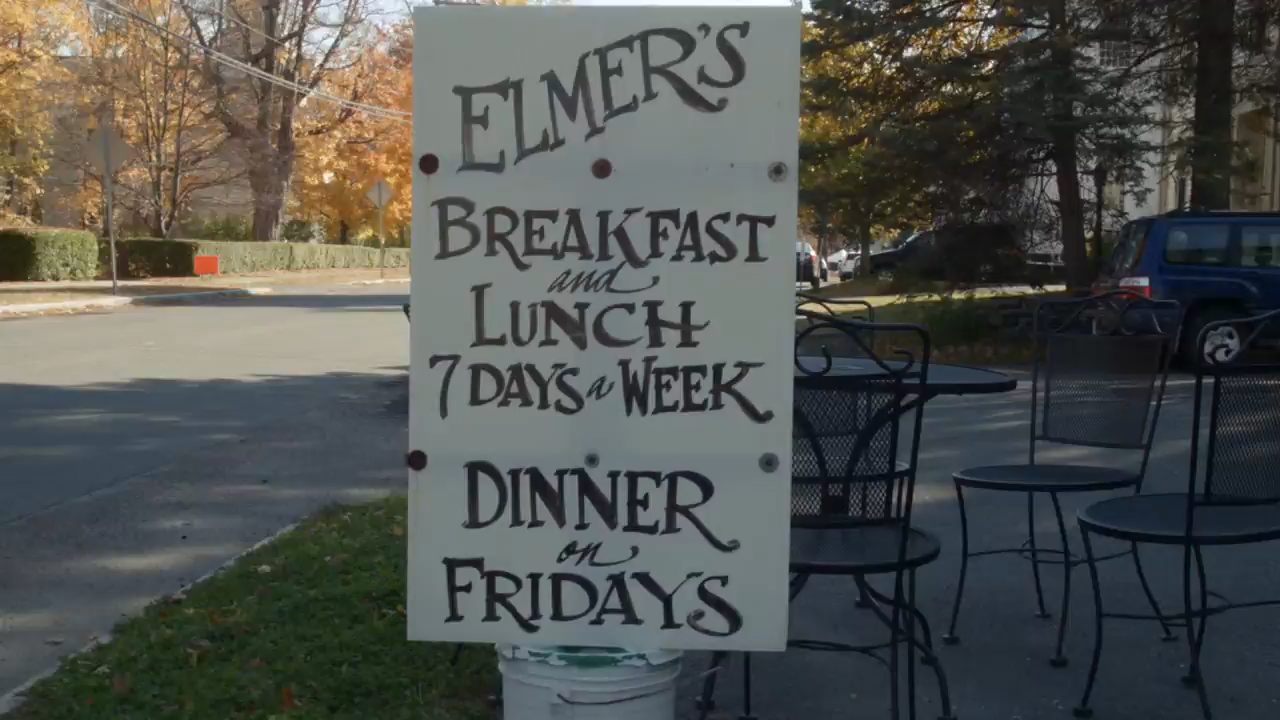 ELMER'S
BREAKFAST
and
LUNCH
7 DAYS a WEEK
DINNER
on
FRIDAYS